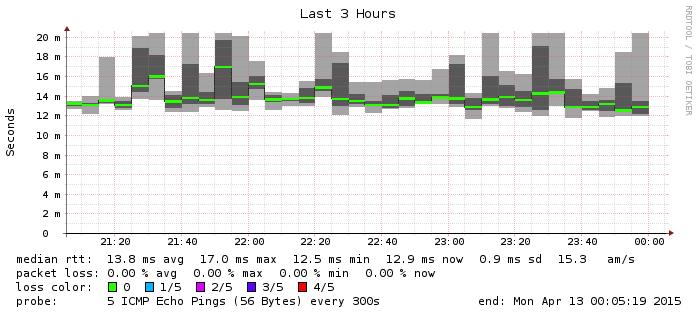 Last 3 Hours
RRDTOOL / TOBI OETIKER
Seconds
20 m
18 m
16 m
14 m
12 m
10 m
8 m
6 m
4 m
2 m
0
21:20 21:40 22:00 22:20 22:40 23:00 23:20 23:40 00:00
median rtt: 13.8 ms avg 17.0 ms max 12.5 ms min 12.9 ms now 0.9 ms sd 15.3 am/s
packet loss: 0.00 % avg 0.00 % max 0.00 % min 0.00 % now
loss color: 0 1/5 2/5 3/5 4/5
probe: 5 ICMP Echo Pings (56 Bytes) every 300s end: Mon Apr 13 00:05:19 2015